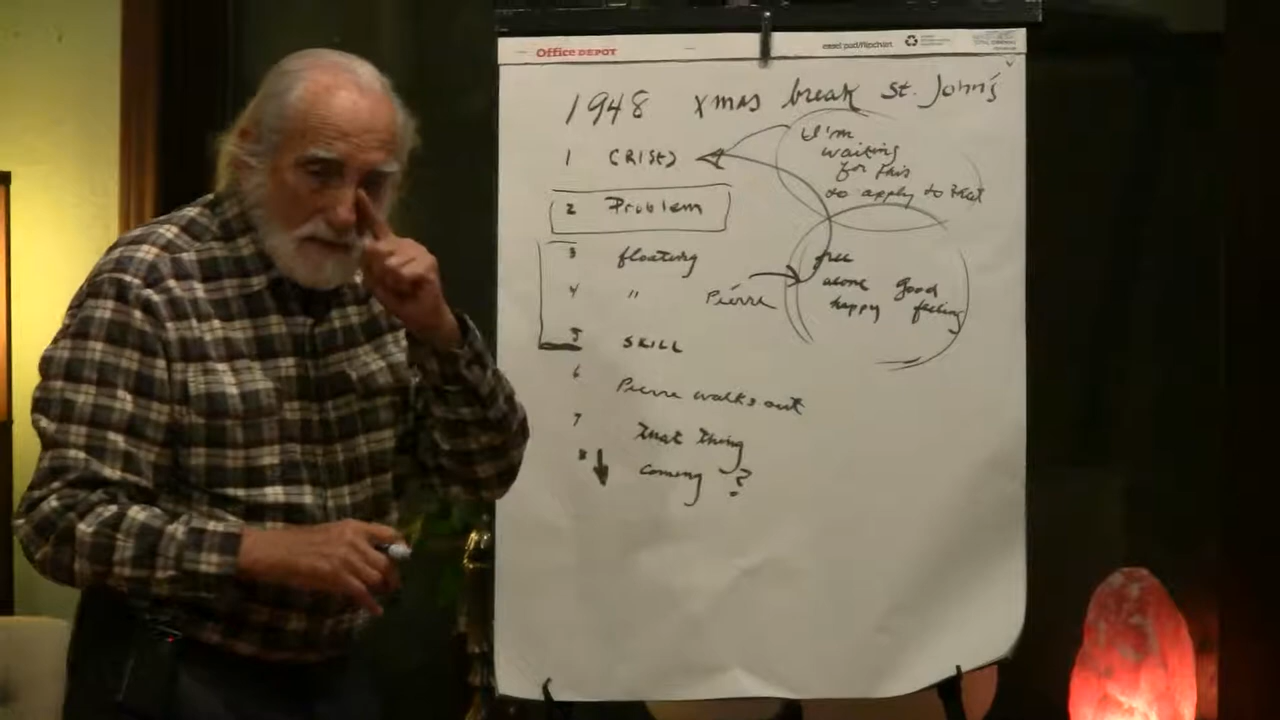 Office DEPOT
easel pad/flipchart
1948 xmas break St. John's
1 CRISIS
I'm
waiting
for this
to apply to that
2 Problem
3 floating
4 "
Pierre
free
alone good
happy feeling
5 SKILL
6 Pierre walks out
7 that thing
8 coming ?